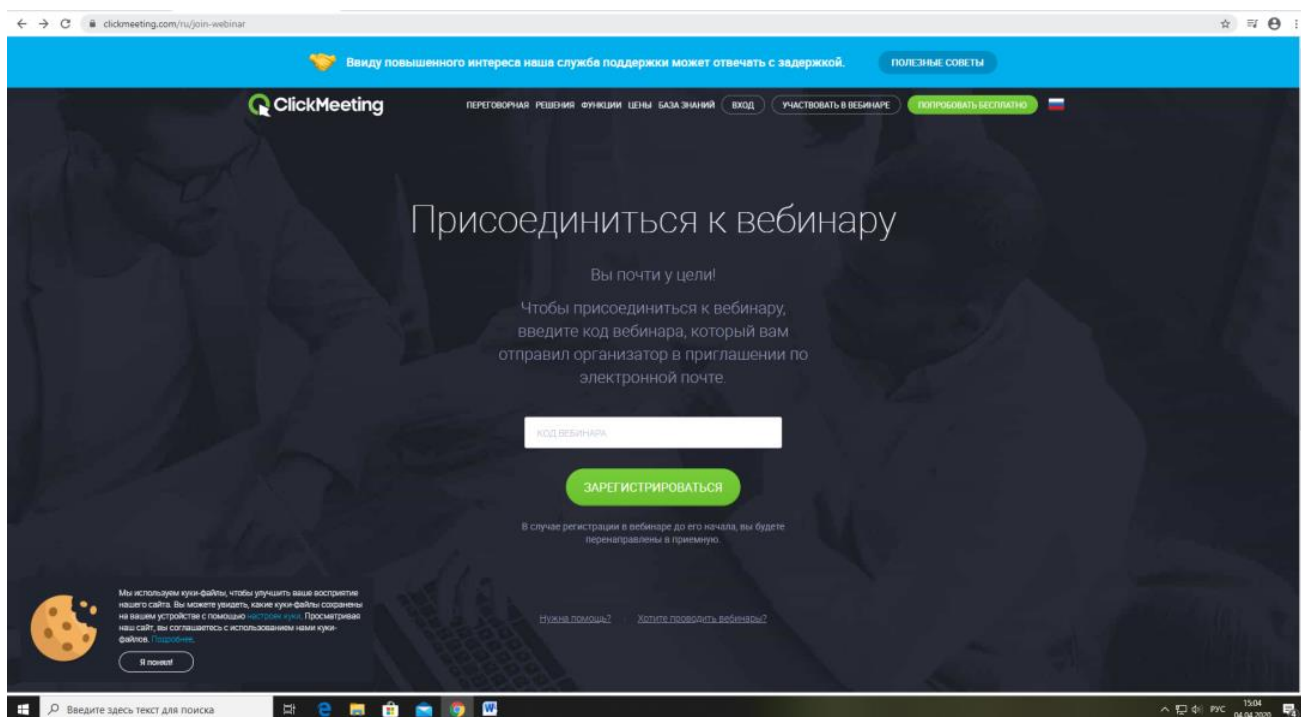 clickmeeting.com/ru/join-webinar
Ввиду повышенного интереса наша служба поддержки может отвечать с задержкой.
ПОЛЕЗНЫЕ СОВЕТЫ
ClickMeeting
ПЕРЕГОВОРНАЯ РЕШЕНИЯ ФУНКЦИИ ЦЕНЫ БАЗА ЗНАНИЙ ВХОД УЧАСТВОВАТЬ В ВЕБИНАРЕ ПОПРОБОВАТЬ БЕСПЛАТНО
Присоединиться к вебинару
Вы почти у цели!
Чтобы присоединиться к вебинару,
введите код вебинара, который вам
отправил организатор в приглашении по
электронной почте.
КОД ВЕБИНАРА
ЗАРЕГИСТРИРОВАТЬСЯ
В случае регистрации в вебинаре до его начала, вы будете
перенаправлены в приемную.
Мы используем куки-файлы, чтобы улучшить ваше восприятие
нашего сайта. Вы можете увидеть, какие куки-файлы сохранены
на вашем устройстве с помощью настроек куки. Просматривая
наш сайт, вы соглашаетесь с использованием нами куки-
файлов. Подробнее.
Я понял!
Нужна помощь? Хотите проводить вебинары?
Введите здесь текст для поиска
РУС
15:04
04.04.2020